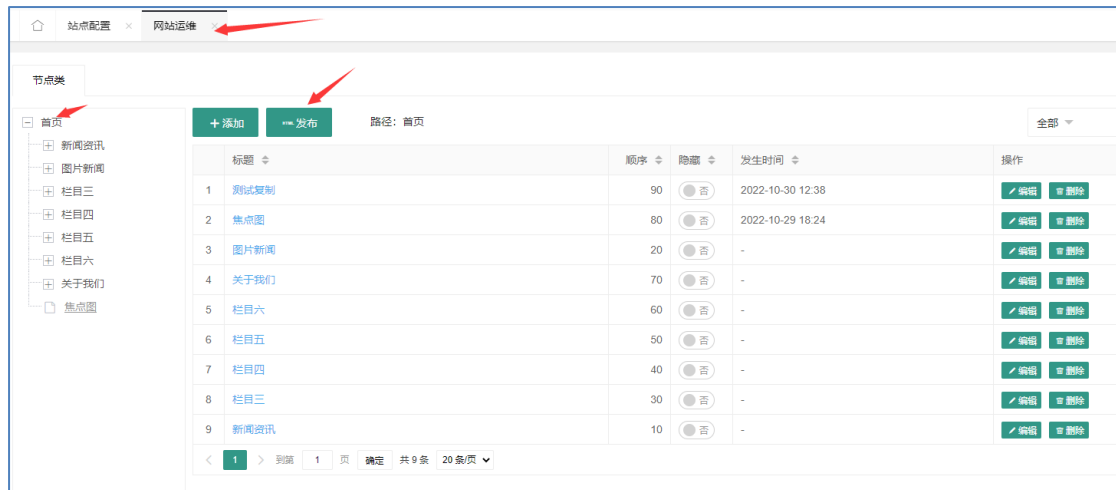 站点配置 × 网站运维 ×
节点类
首页
新闻资讯
图片新闻
栏目三
栏目四
栏目五
栏目六
关于我们
焦点图
+添加 HTML 发布 路径：首页 全部
标题 顺序 隐藏 发生时间 操作
1 测试复制 90 否 2022-10-30 12:38 编辑 删除
2 焦点图 80 否 2022-10-29 18:24 编辑 删除
3 图片新闻 20 否 - 编辑 删除
4 关于我们 70 否 - 编辑 删除
5 栏目六 60 否 - 编辑 删除
6 栏目五 50 否 - 编辑 删除
7 栏目四 40 否 - 编辑 删除
8 栏目三 30 否 - 编辑 删除
9 新闻资讯 10 否 - 编辑 删除
1 到第 1 页 确定 共 9 条 20 条/页